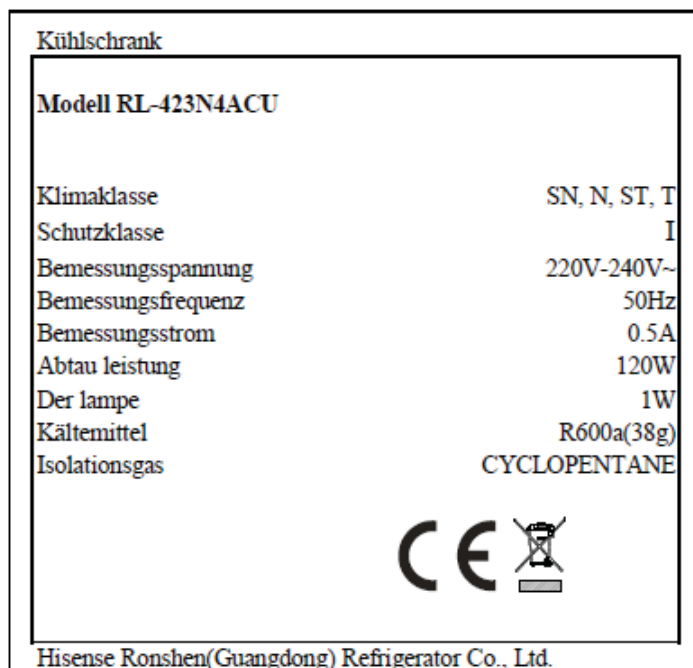 Kühlschrank
Modell RL-423N4ACU
Klimaklasse SN, N, ST, T
Schutzklasse I
Bemessungsspannung 220V-240V~
Bemessungsfrequenz 50Hz
Bemessungsstrom 0.5A
Abtau leistung 120W
Der lampe 1W
Kältemittel R600a(38g)
Isolationsgas CYCLOPENTANE
CE
Hisense Ronshen(Guangdong) Refrigerator Co., Ltd.